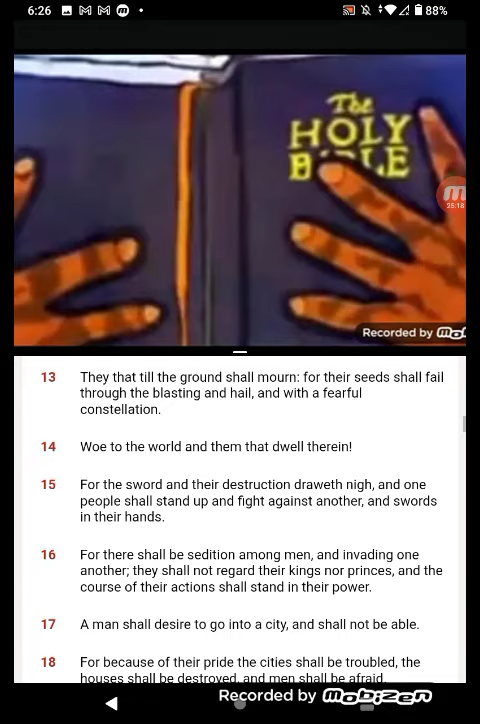 6:26
88%
The
HOLY
BIBLE
25:18
Recorded by mob
13 They that till the ground shall mourn: for their seeds shall fail
through the blasting and hail, and with a fearful
constellation.
14 Woe to the world and them that dwell therein!
15 For the sword and their destruction draweth nigh, and one
people shall stand up and fight against another, and swords
in their hands.
16 For there shall be sedition among men, and invading one
another; they shall not regard their kings nor princes, and the
course of their actions shall stand in their power.
17 A man shall desire to go into a city, and shall not be able.
18 For because of their pride the cities shall be troubled, the
houses shall be destroyed, and men shall be afraid.
Recorded by mobizen